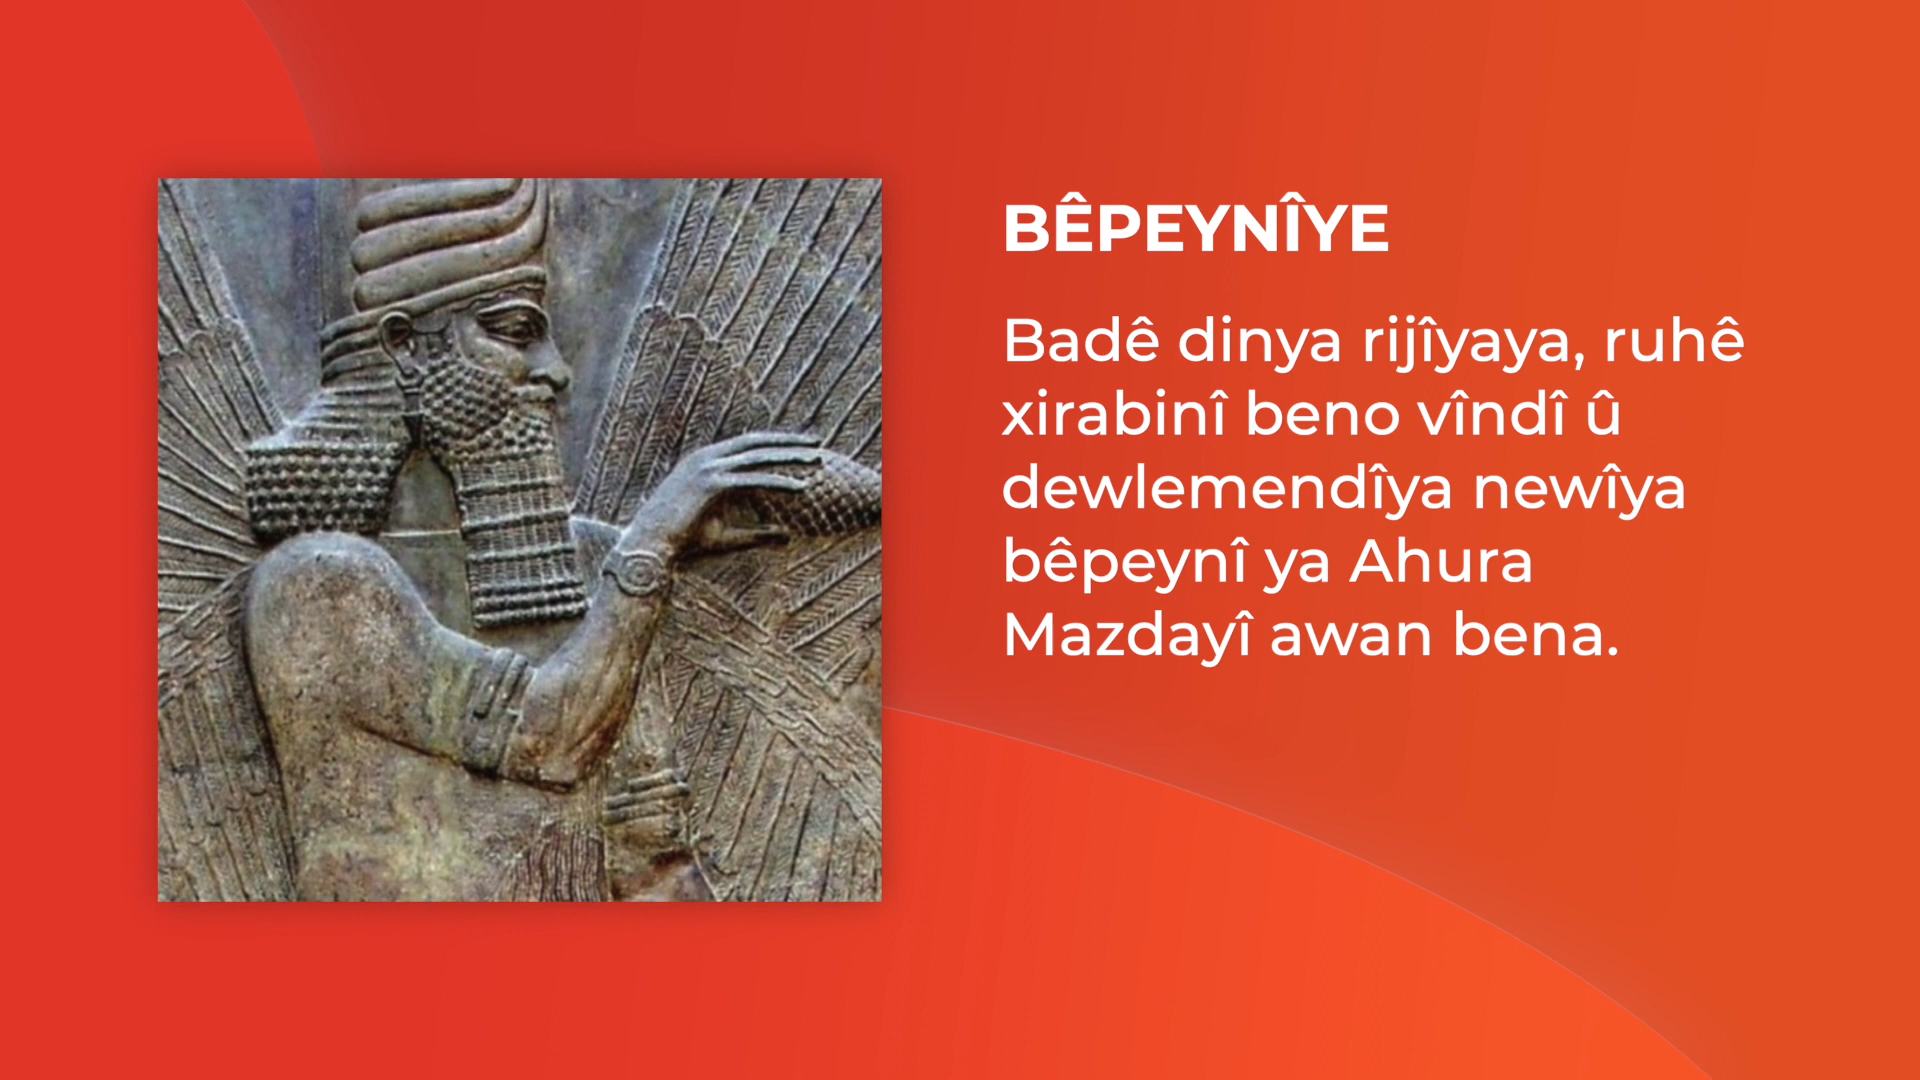 BÊPEYNÎYE
Badê dinya rijîyaya, ruhê
xirabinî beno vîndî û
dewlemendîya newîya
bêpeynî ya Ahura
Mazdayî awan bena.